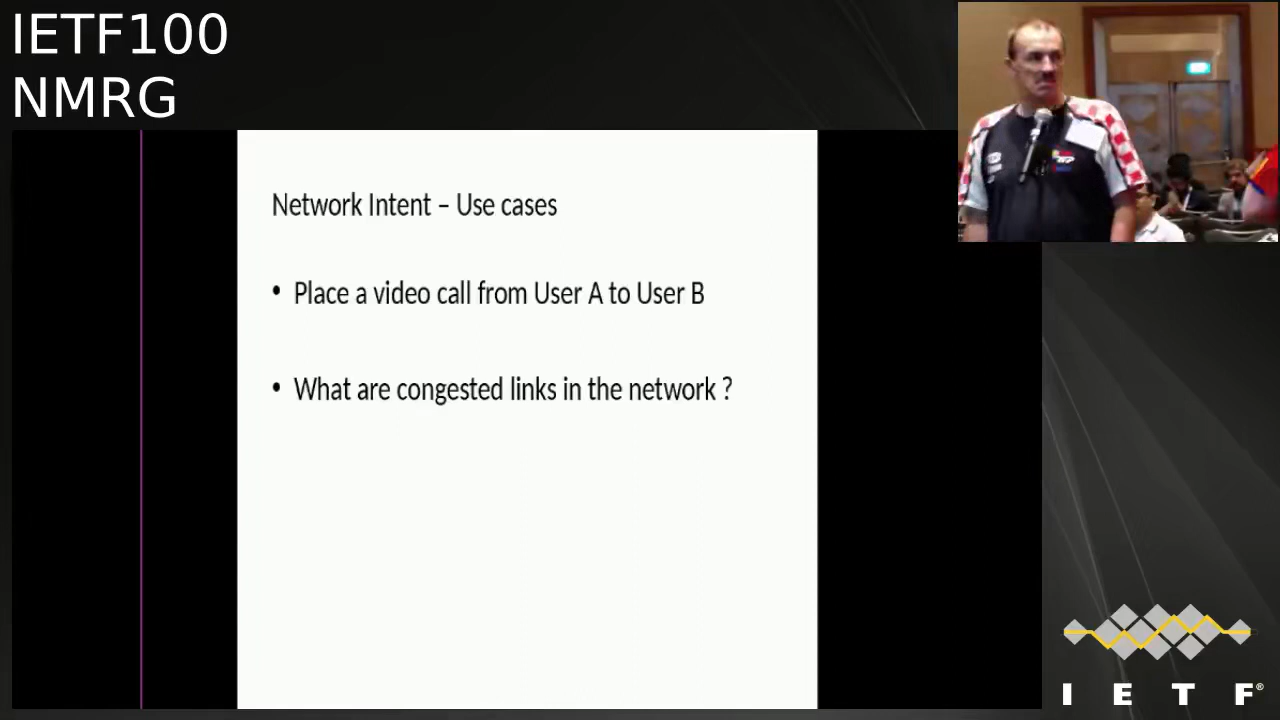 IETF100
NMRG
Network Intent – Use cases
• Place a video call from User A to User B
• What are congested links in the network ?
I E T F®